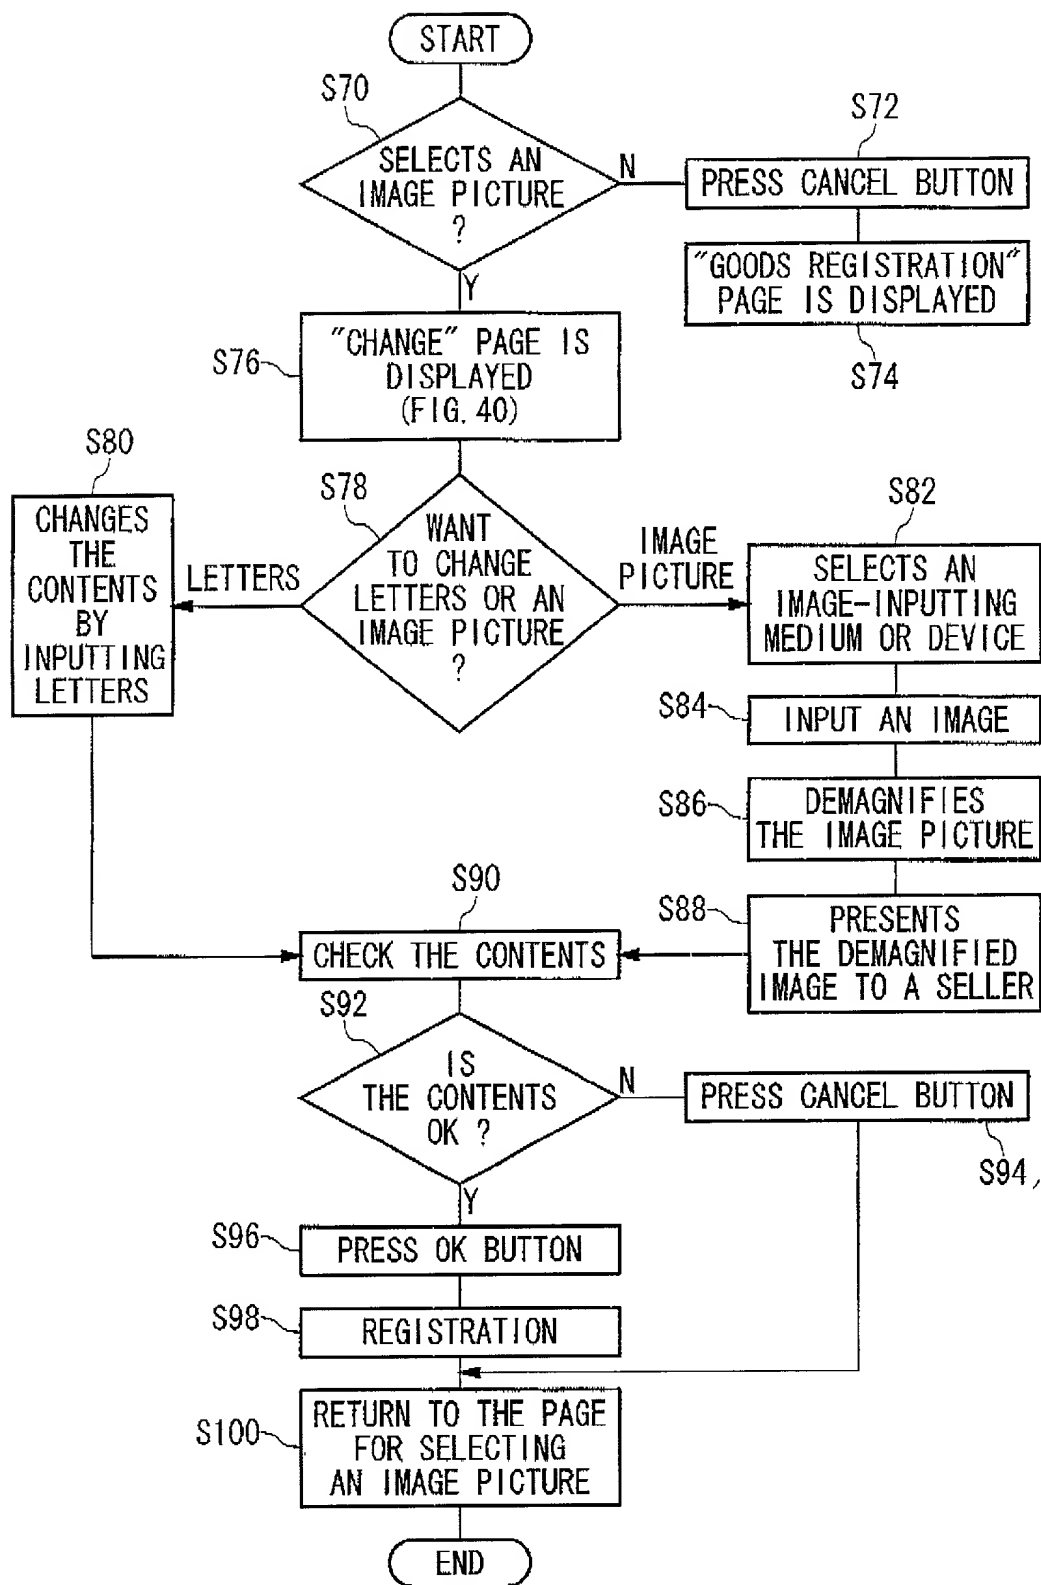 START
S70
SELECTS AN
IMAGE PICTURE
?
N
S72
PRESS CANCEL BUTTON
"GOODS REGISTRATION"
PAGE IS DISPLAYED
S74
Y
S76
"CHANGE" PAGE IS
DISPLAYED
(FIG. 40)
S78
WANT
TO CHANGE
LETTERS OR AN
IMAGE PICTURE
?
LETTERS
S80
CHANGES
THE
CONTENTS
BY
INPUTTING
LETTERS
IMAGE
PICTURE
S82
SELECTS AN
IMAGE-INPUTTING
MEDIUM OR DEVICE
S84
INPUT AN IMAGE
S86
DEMAGNIFIES
THE IMAGE PICTURE
S88
PRESENTS
THE DEMAGNIFIED
IMAGE TO A SELLER
S90
CHECK THE CONTENTS
S92
IS
THE CONTENTS
OK ?
N
PRESS CANCEL BUTTON
S94,
Y
S96
PRESS OK BUTTON
S98
REGISTRATION
S100
RETURN TO THE PAGE
FOR SELECTING
AN IMAGE PICTURE
END